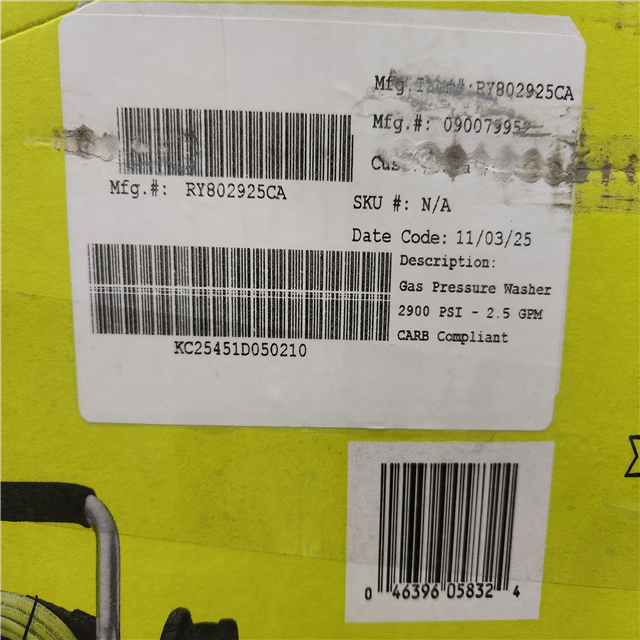 Mfg. Item#: RY802925CA
Mfg.#:
Mfg.#: RY802925CA
SKU #: N/A
Date Code: 11/03/25
Description:
Gas Pressure Washer
2900 PSI - 2.5 GPM
CARB Compliant
KC25451D050210
0 46396 05832 4